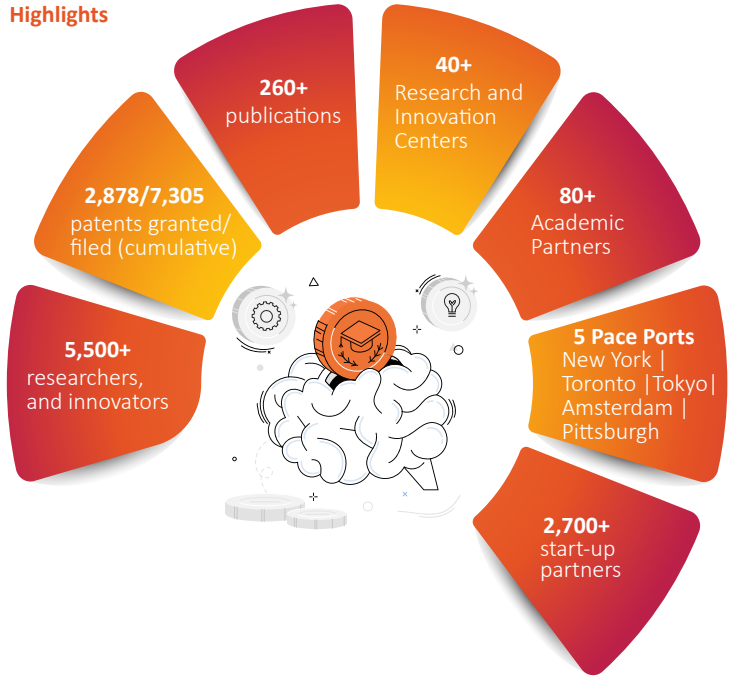 Highlights
5,500+
researchers,
and innovators
2,878/7,305
patents granted/
filed (cumulative)
260+
publications
40+
Research and
Innovation
Centers
80+
Academic
Partners
5 Pace Ports
New York |
Toronto |Tokyo|
Amsterdam |
Pittsburgh
2,700+
start-up
partners